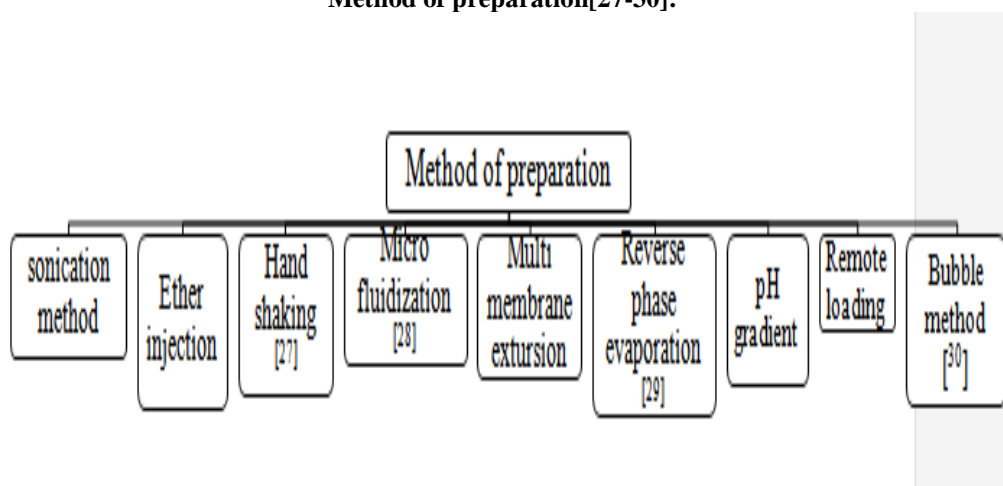 Method of preparation[27-30].
Method of preparation
sonication
method
Ether
injection
Hand
shaking
[27]
Micro
fluidization
[28]
Multi
membrane
extursion
Reverse
phase
evaporation
[29]
pH
gradient
Remote
loading
Bubble
method
[30]